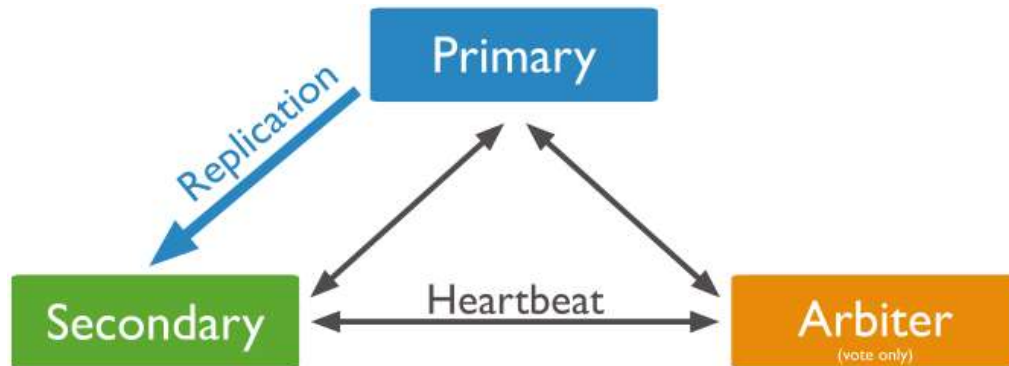 Primary
Replication
Heartbeat
Secondary
Arbiter
(vote only)